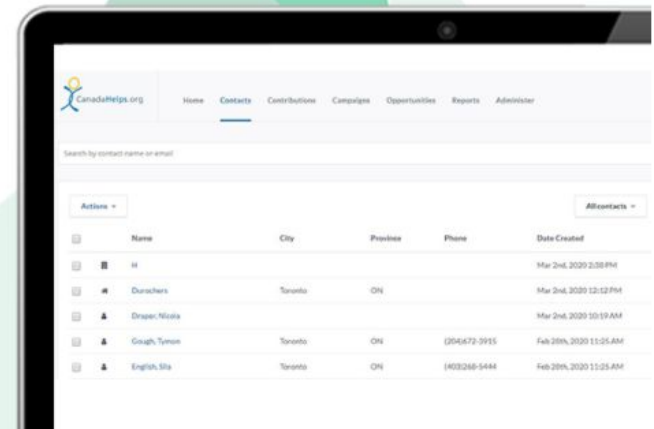 CanadaHelps.org
Home Contacts Contributions Campaigns Opportunities Reports Administer
Search by contact name or email
Actions All contacts
Name City Province Phone Date Created
H Mar 2nd, 2020 2:38 PM
Durochers Toronto ON Mar 2nd, 2020 12:12 PM
Draper, Nicola Mar 2nd, 2020 10:19 AM
Gough, Tymon Toronto ON (204)672-3915 Feb 28th, 2020 11:25 AM
English, Sila Toronto ON (403)268-5444 Feb 28th, 2020 11:25 AM